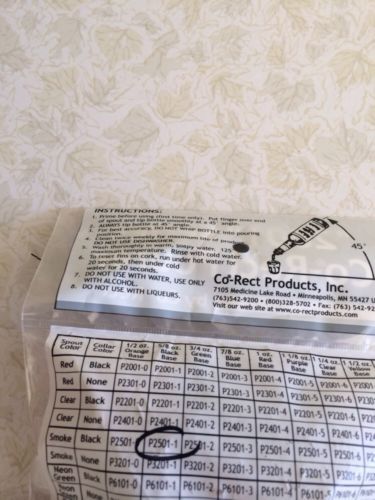 INSTRUCTIONS:
1. Prime before using (first time only). Put finger over end
of spout and tip bottle smoothly at a 45° angle.
2. ALWAYS tip bottle at 45° angle.
3. For best accuracy, DO NOT WHIP BOTTLE into pouring
position.
4. Clean twice weekly for maximum life of
DO NOT USE DISHWASHER.
5. Wash thoroughly in warm, soapy water. 125°
maximum temperature. Rinse with cold water.
6. To reset fins on cork, run under hot water for
20 seconds, then under cold
water for 20 seconds.
7. DO NOT USE WITH WATER, USE ONLY
WITH ALCOHOL.
8. DO NOT USE WITH LIQUEURS.
45°
Co-Rect Products, Inc.
7105 Medicine Lake Road • Minneapolis, MN 55427
(763)542-9200 • (800)328-5702 • Fax: (763) 542-92
Visit our web site at www.co-rectproducts.com
Spout Color Collar Color 1/2 oz. Orange Base 5/8 oz. Black Base 3/4 oz. Green Base 7/8 oz. Blue Base 1 oz. Red Base 1 1/8 oz. Purple Base 1 1/4 oz. Clear Base 1 1/2 oz. Yellow Base
Red Black P2001-0 P2001-1 P2001-2 P2001-3 P2001-4 P2001-5 P2001-6 P2001-
Red None P2301-0 P2301-1 P2301-2 P2301-3 P2301-4 P2301-5 P2301-6 P2301-
Clear Black P2201-0 P2201-1 P2201-2 P2201-3 P2201-4 P2201-5 P2201-6
Clear None P2401-0 P2401-1 P2401-2 P2401-3 P2401-4 P2401-5 P2401-6
Smoke Black P2501- P2501-1 P2501-2 P2501-3 P2501-4 P2501-5 P2501-6
Smoke None P3201-0 P3201-1 P3201-2 P3201-3 P3201-4 P3201-5
Neon Green Black P6101-0 P6101-1 P6101-2 P6101-3 P6101-4